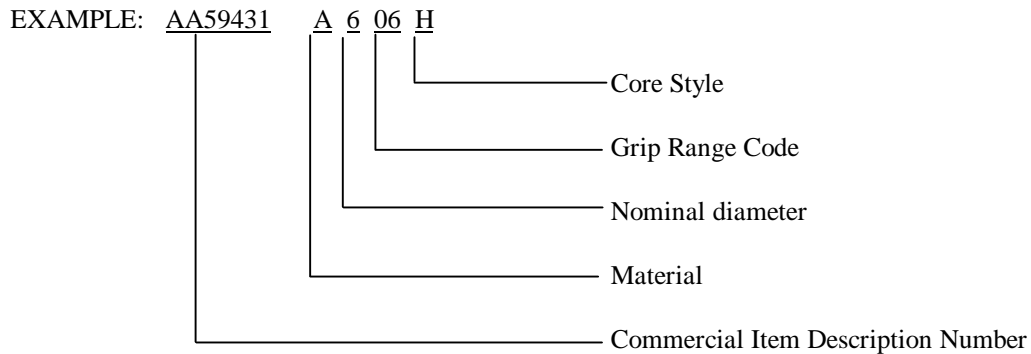 EXAMPLE: AA59431 A 6 06 H
Core Style
Grip Range Code
Nominal diameter
Material
Commercial Item Description Number